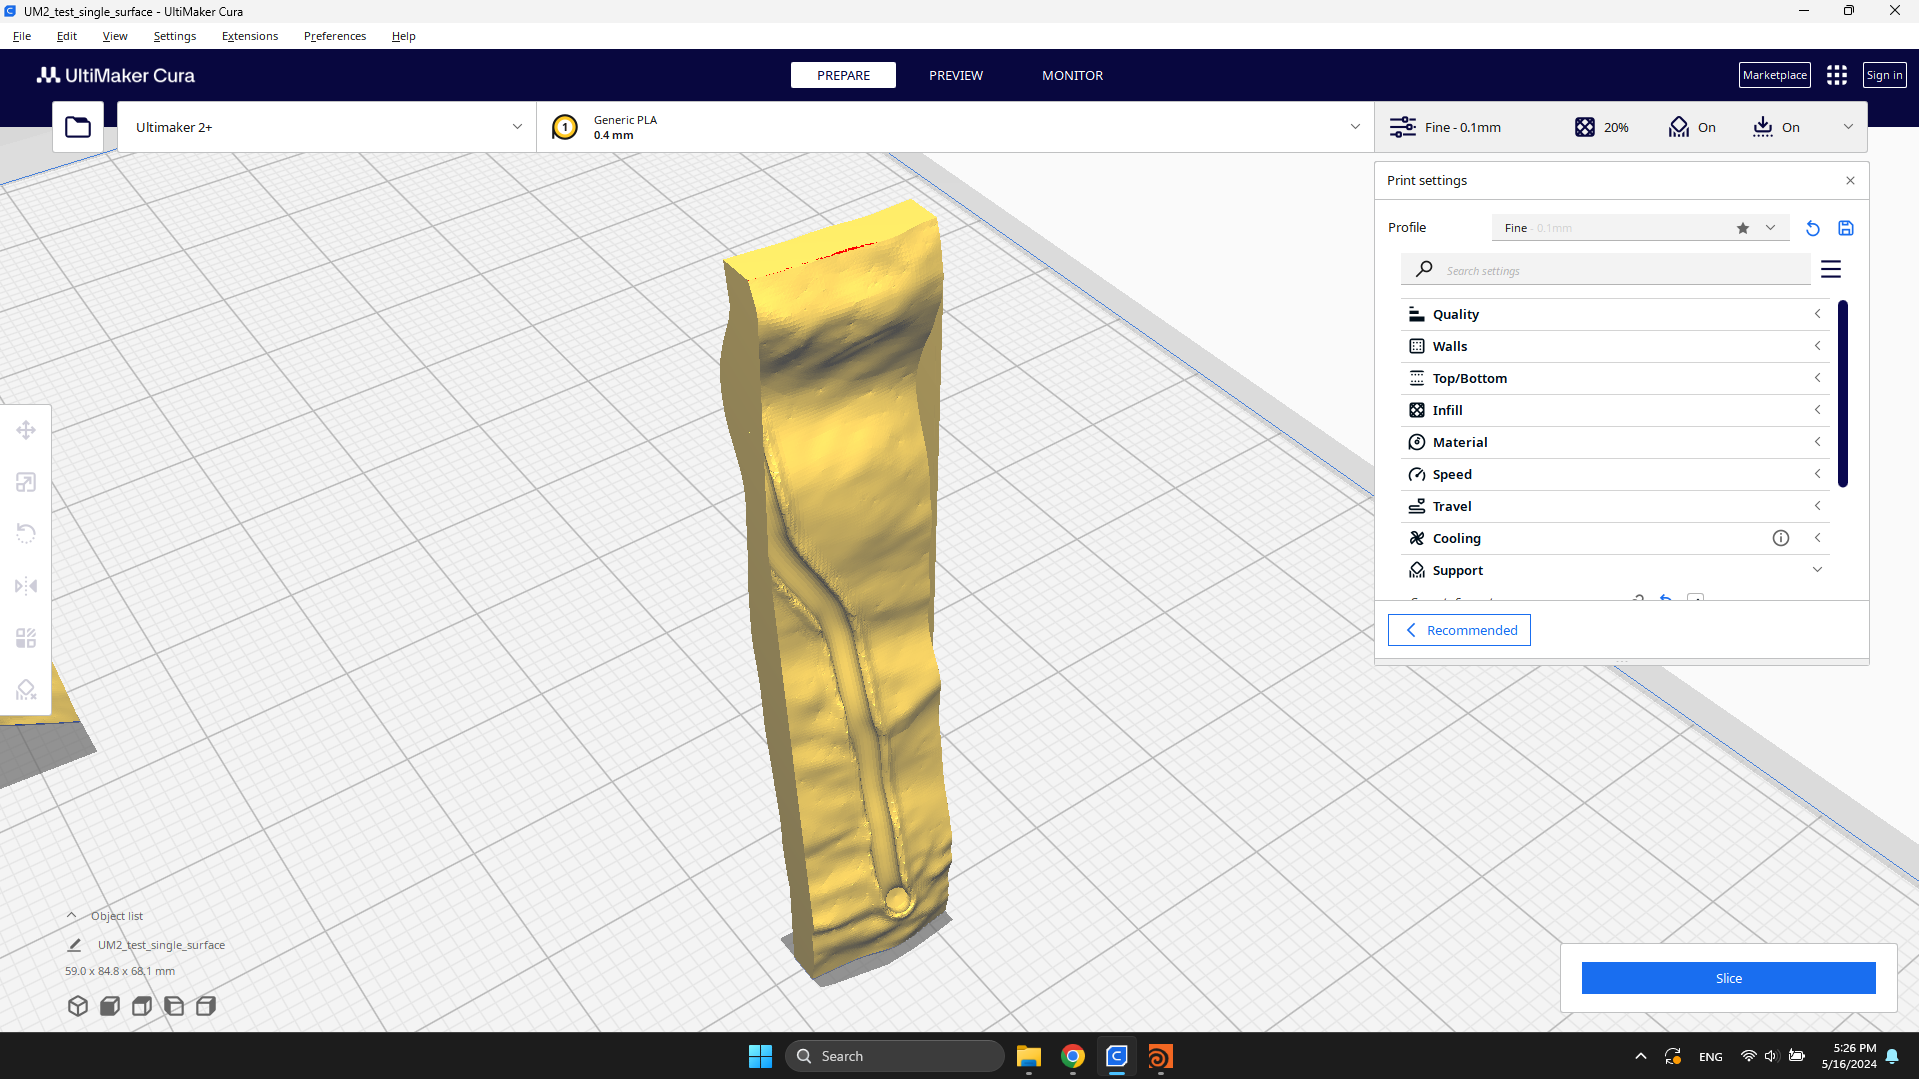 UM2_test_single_surface - UltiMaker Cura
File Edit View Settings Extensions Preferences Help
UltiMaker Cura
PREPARE PREVIEW MONITOR
Marketplace
Sign in
Ultimaker 2+
1
Generic PLA
0.4 mm
Fine - 0.1mm
20%
On
On
Print settings
Profile
Fine - 0.1mm
Search settings
Quality
Walls
Top/Bottom
Infill
Material
Speed
Travel
Cooling
Support
Recommended
Object list
UM2_test_single_surface
59.0 x 84.8 x 68.1 mm
Slice
Search
ENG
5:26 PM
5/16/2024